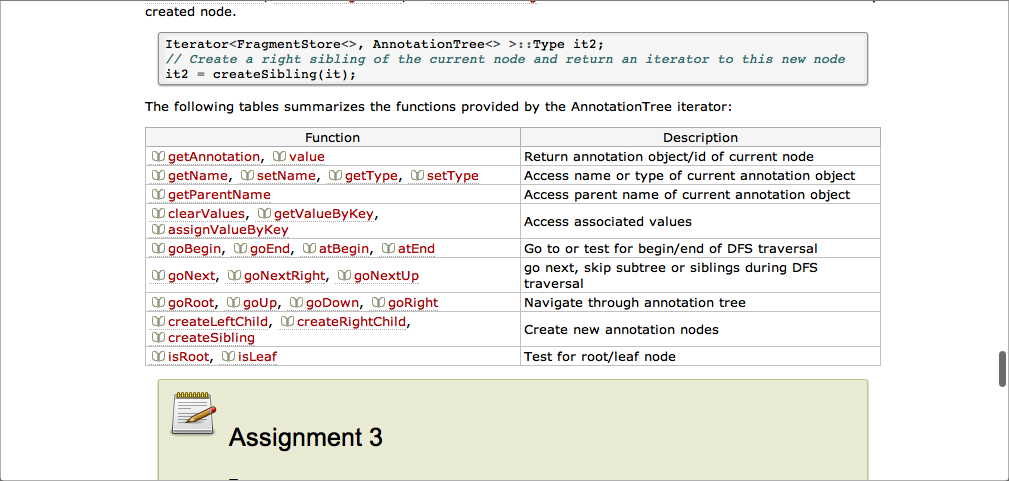 created node.
Iterator<FragmentStore<>, AnnotationTree<> >::Type it2;
// Create a right sibling of the current node and return an iterator to this new node
it2 = createSibling(it);
The following tables summarizes the functions provided by the AnnotationTree iterator:
Function Description
getAnnotation, value Return annotation object/id of current node
getName, setName, getType, setType Access name or type of current annotation object
getParentName Access parent name of current annotation object
clearValues, getValueByKey,
assignValueByKey
Access associated values
goBegin, goEnd, atBegin, atEnd Go to or test for begin/end of DFS traversal
goNext, goNextRight, goNextUp
go next, skip subtree or siblings during DFS
traversal
goRoot, goUp, goDown, goRight Navigate through annotation tree
createLeftChild, createRightChild,
createSibling
Create new annotation nodes
isRoot, isLeaf Test for root/leaf node
Assignment 3